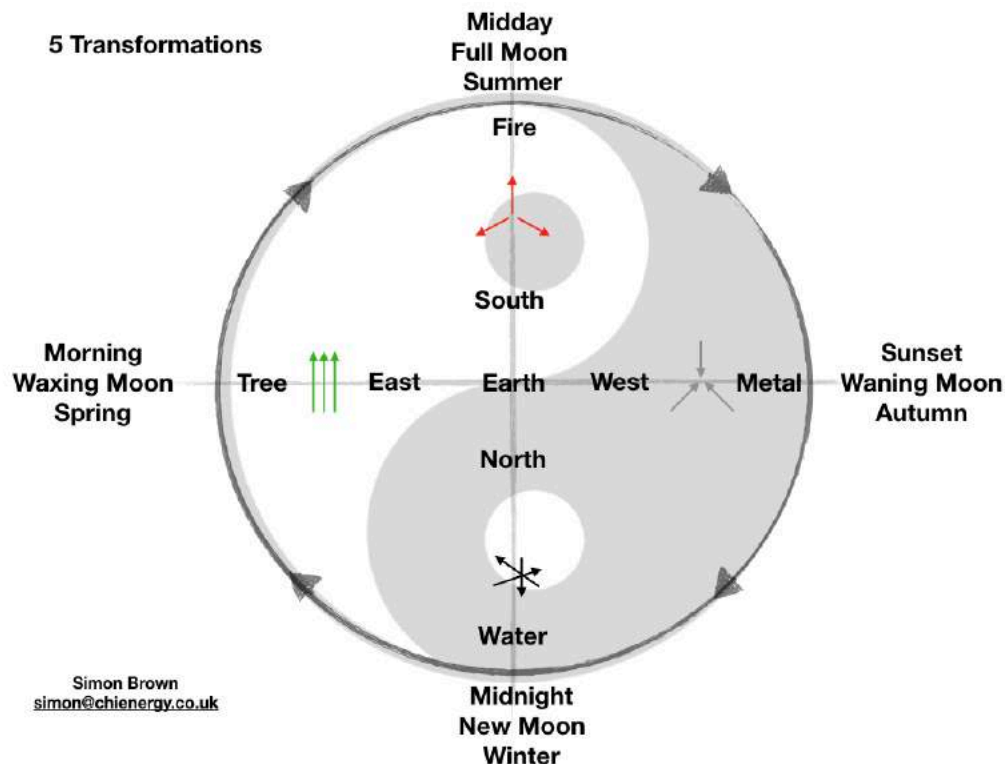 5 Transformations
Midday
Full Moon
Summer
Fire
South
Morning
Waxing Moon
Spring
Tree
East
Earth
West
Metal
Sunset
Waning Moon
Autumn
North
Water
Midnight
New Moon
Winter
Simon Brown
simon@chienergy.co.uk